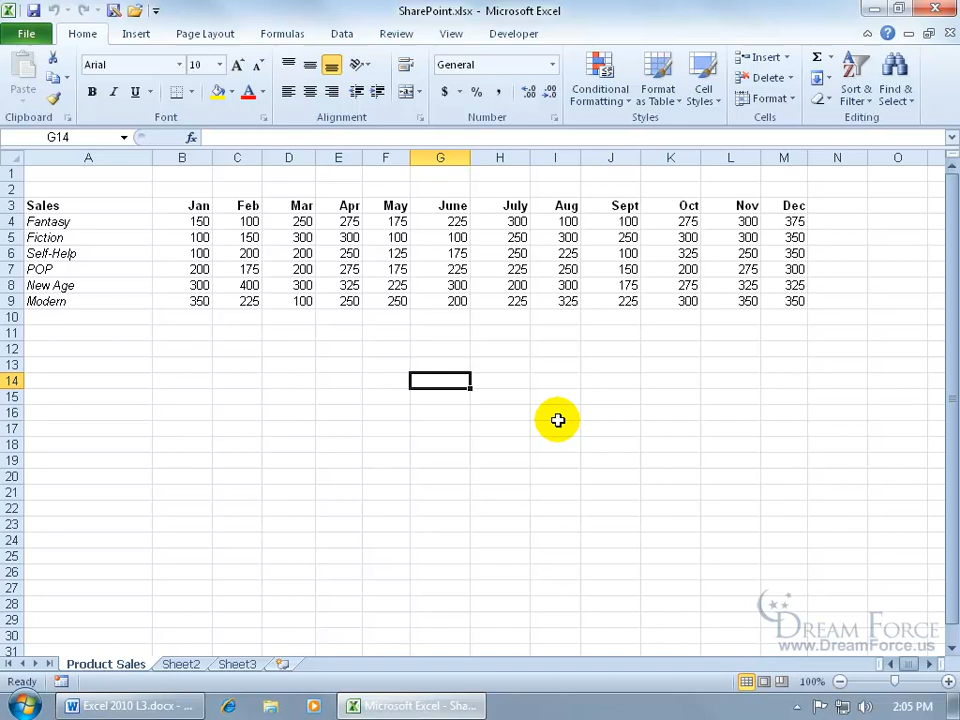 SharePoint.xlsx - Microsoft Excel
File Home Insert Page Layout Formulas Data Review View Developer
Arial 10 General
Paste
B I U A $ % ,
Conditional Formatting Format as Table Cell Styles
Insert
Delete
Format
Sort & Filter Find & Select
Clipboard Font Alignment Number Styles Cells Editing
G14 fx
A B C D E F G H I J K L M N O
1
2
3 Sales Jan Feb Mar Apr May June July Aug Sept Oct Nov Dec
4 Fantasy 150 100 250 275 175 225 300 100 100 275 300 375
5 Fiction 100 150 300 300 100 100 250 300 250 300 300 350
6 Self-Help 100 200 200 250 125 175 250 225 100 325 250 350
7 POP 200 175 200 275 175 225 225 250 150 200 275 300
8 New Age 300 400 300 325 225 300 200 300 175 275 325 325
9 Modern 350 225 100 250 250 200 225 325 225 300 350 350
10
11
12
13
14
15
16
17
18
19
20
21
22
23
24
25
26
27
28
29
30
31
DREAM FORCE
www.DreamForce.us
Product Sales Sheet2 Sheet3
Ready 100%
Excel 2010 L3.docx - ... Microsoft Excel - Sha... 2:05 PM